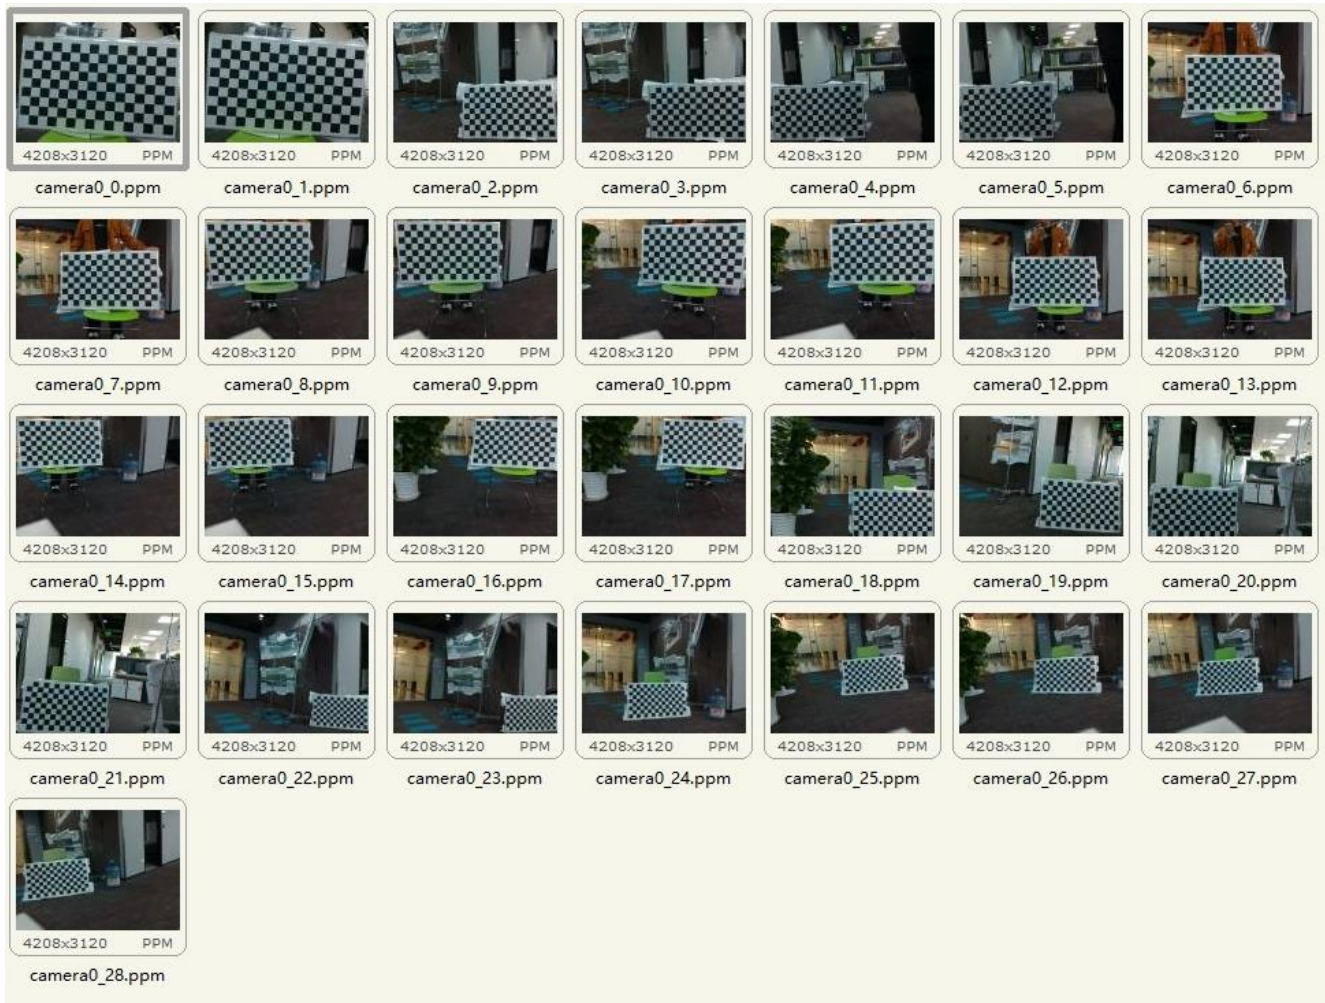 4208x3120 PPM 4208x3120 PPM 4208x3120 PPM 4208x3120 PPM 4208x3120 PPM 4208x3120 PPM 4208x3120 PPM
camera0_0.ppm camera0_1.ppm camera0_2.ppm camera0_3.ppm camera0_4.ppm camera0_5.ppm camera0_6.ppm
4208x3120 PPM 4208x3120 PPM 4208x3120 PPM 4208x3120 PPM 4208x3120 PPM 4208x3120 PPM 4208x3120 PPM
camera0_7.ppm camera0_8.ppm camera0_9.ppm camera0_10.ppm camera0_11.ppm camera0_12.ppm camera0_13.ppm
4208x3120 PPM 4208x3120 PPM 4208x3120 PPM 4208x3120 PPM 4208x3120 PPM 4208x3120 PPM 4208x3120 PPM
camera0_14.ppm camera0_15.ppm camera0_16.ppm camera0_17.ppm camera0_18.ppm camera0_19.ppm camera0_20.ppm
4208x3120 PPM 4208x3120 PPM 4208x3120 PPM 4208x3120 PPM 4208x3120 PPM 4208x3120 PPM 4208x3120 PPM
camera0_21.ppm camera0_22.ppm camera0_23.ppm camera0_24.ppm camera0_25.ppm camera0_26.ppm camera0_27.ppm
4208x3120 PPM
camera0_28.ppm